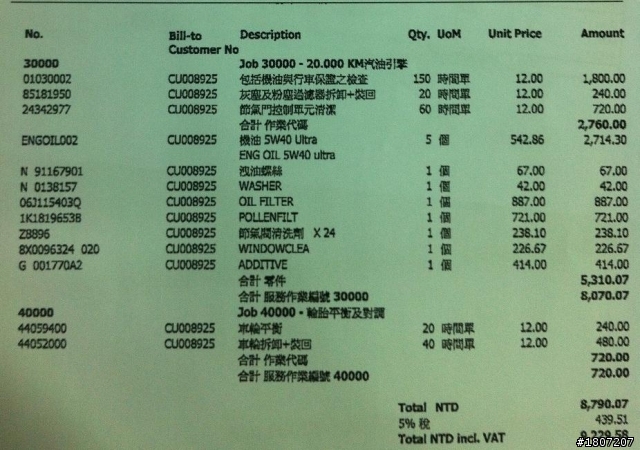 No. Bill-to Customer No Description Qty. UoM Unit Price Amount
30000 Job 30000 - 20.000 KM汽油引擎
01030002 CU008925 包括機油與行車保證之檢查 150 時間單 12.00 1,800.00
85181950 CU008925 灰塵及粉塵過濾器拆卸+裝回 20 時間單 12.00 240.00
24342977 CU008925 節氣門控制單元清潔 60 時間單 12.00 720.00
合計 作業代碼 2,760.00
ENGOIL002 CU008925 機油 5W40 Ultra 5 個 542.86 2,714.30
ENG OIL 5W40 ultra
N 91167901 CU008925 洩油螺絲 1 個 67.00 67.00
N 0138157 CU008925 WASHER 1 個 42.00 42.00
06J115403Q CU008925 OIL FILTER 1 個 887.00 887.00
1K1819653B CU008925 POLLENFILT 1 個 721.00 721.00
ZB896 CU008925 節氣閥清洗劑 X 24 1 個 238.10 238.10
8X0096324 020 CU008925 WINDOWCLEA 1 個 226.67 226.67
G 001770A2 CU008925 ADDITIVE 1 個 414.00 414.00
合計 零件 5,310.07
合計 服務作業編號 30000 8,070.07
40000 Job 40000 - 輪胎平衡及對調
44059400 CU008925 車輪平衡 20 時間單 12.00 240.00
44052000 CU008925 車輪拆卸+裝回 40 時間單 12.00 480.00
合計 作業代碼 720.00
合計 服務作業編號 40000 720.00
Total NTD 8,790.07
5% 稅 439.51
Total NTD incl. VAT 9,229.58
#1807207